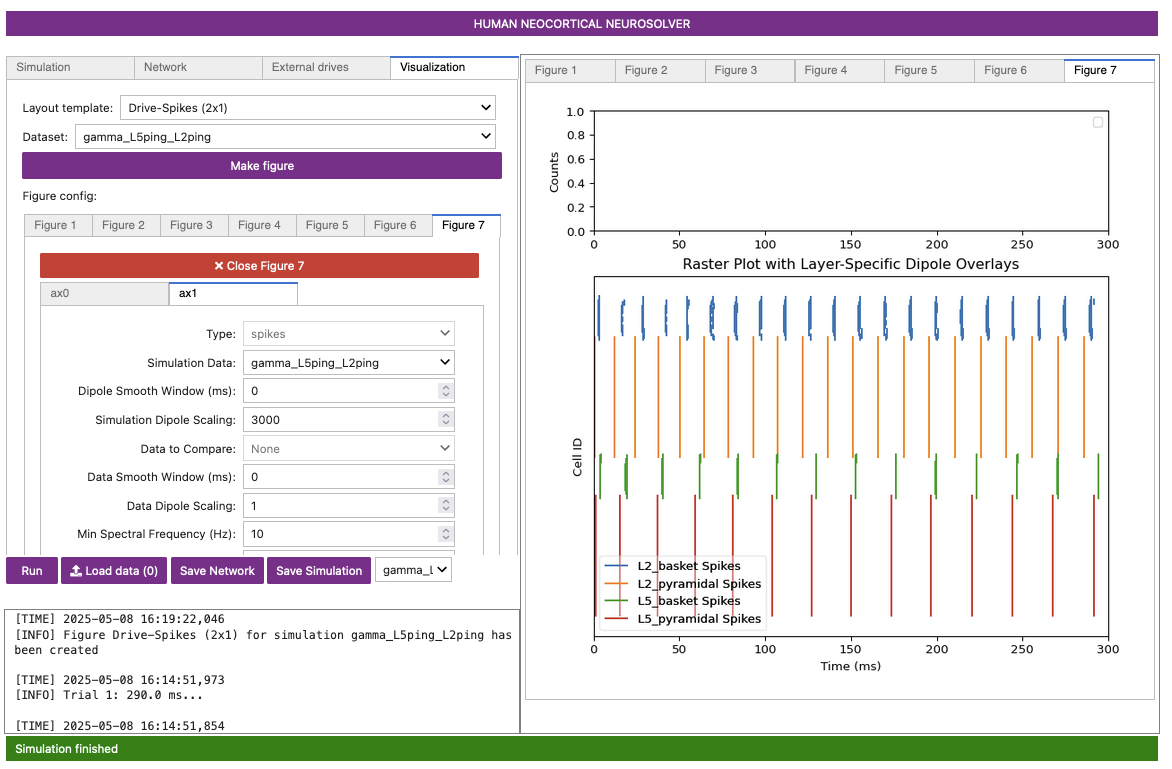 HUMAN NEOCORTICAL NEUROSOLVER
Simulation
Network
External drives
Visualization
Layout template: Drive-Spikes (2x1)
Dataset: gamma_L5ping_L2ping
Make figure
Figure config:
Figure 1
Figure 2
Figure 3
Figure 4
Figure 5
Figure 6
Figure 7
Close Figure 7
ax0
ax1
Type: spikes
Simulation Data: gamma_L5ping_L2ping
Dipole Smooth Window (ms): 0
Simulation Dipole Scaling: 3000
Data to Compare: None
Data Smooth Window (ms): 0
Data Dipole Scaling: 1
Min Spectral Frequency (Hz): 10
Run
Load data (0)
Save Network
Save Simulation
gamma_L
[TIME] 2025-05-08 16:19:22,046
[INFO] Figure Drive-Spikes (2x1) for simulation gamma_L5ping_L2ping has
been created
[TIME] 2025-05-08 16:14:51,973
[INFO] Trial 1: 290.0 ms...
[TIME] 2025-05-08 16:14:51,854
Simulation finished
Figure 1
Figure 2
Figure 3
Figure 4
Figure 5
Figure 6
Figure 7
Counts
1.0
0.8
0.6
0.4
0.2
0.0
0 50 100 150 200 250 300
Raster Plot with Layer-Specific Dipole Overlays
Cell ID
L2_basket Spikes
L2_pyramidal Spikes
L5_basket Spikes
L5_pyramidal Spikes
0 50 100 150 200 250 300
Time (ms)